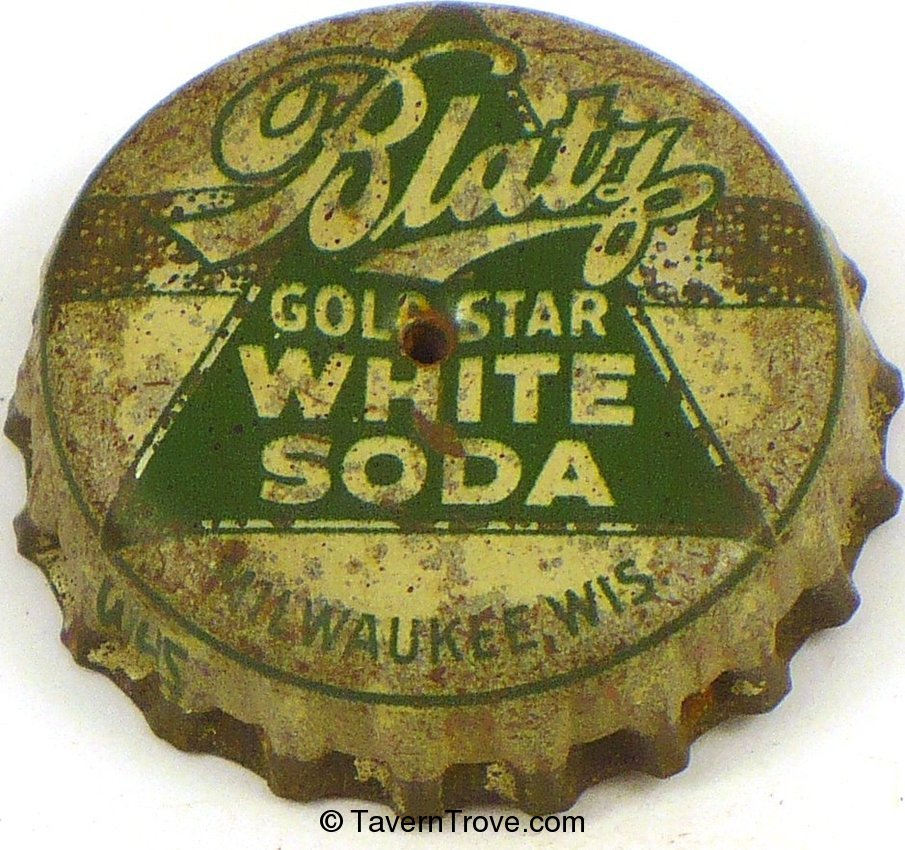 Blatz
GOLD STAR
WHITE
SODA
MILWAUKEE, WIS.
© TavernTrove.com